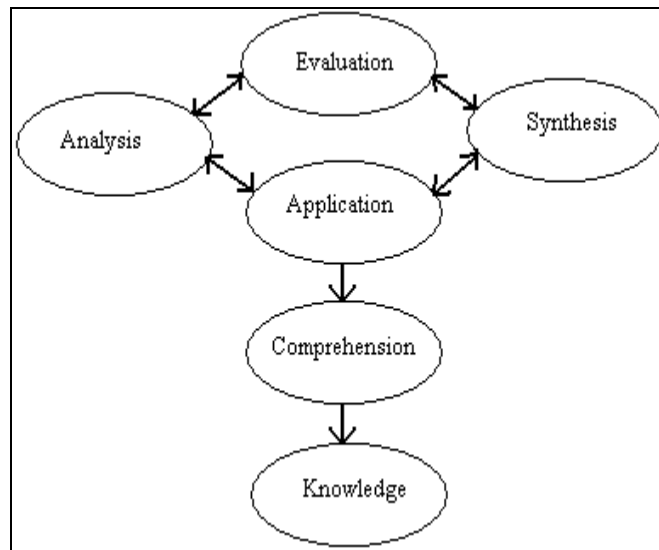 Evaluation
Analysis
Synthesis
Application
Comprehension
Knowledge